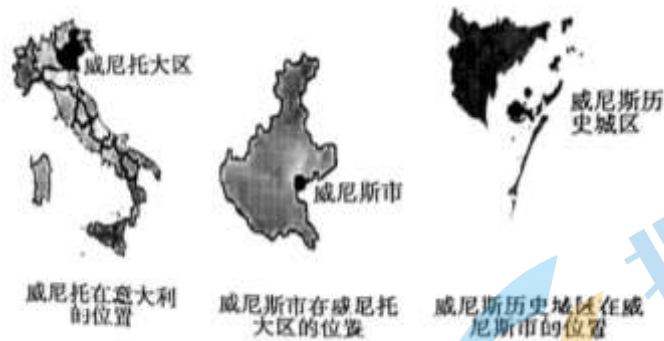 威尼托大区
威尼斯市
威尼斯历
史城区
威尼托在意大利
的位置
威尼斯市在威尼托
大区的位置
威尼斯历史城区在威
尼斯市的位置